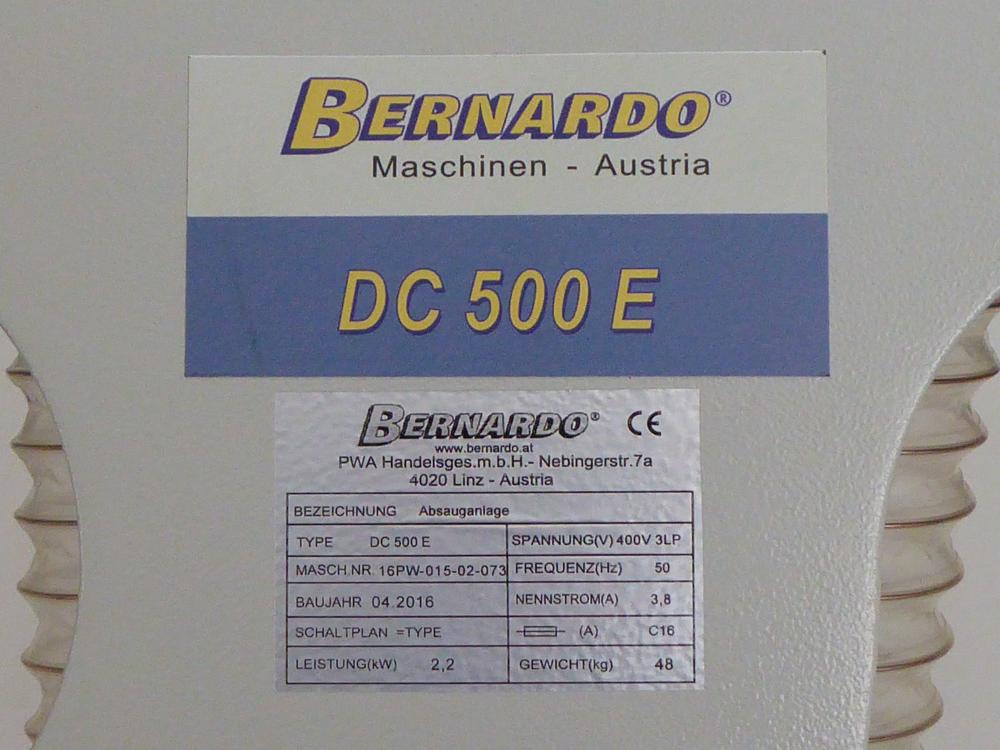 BERNARDO®
Maschinen - Austria
DC 500 E
BERNARDO® CE
www.bernardo.at
PWA Handelsges.m.b.H.- Nebingerstr.7a
4020 Linz - Austria
BEZEICHNUNG Absauganlage
TYPE DC 500 E SPANNUNG(V) 400V 3LP
MASCH.NR. 16PW-015-02-073 FREQUENZ(Hz) 50
BAUJAHR 04.2016 NENNSTROM(A) 3,8
SCHALTPLAN =TYPE (A) C16
LEISTUNG(kW) 2,2 GEWICHT(kg) 48